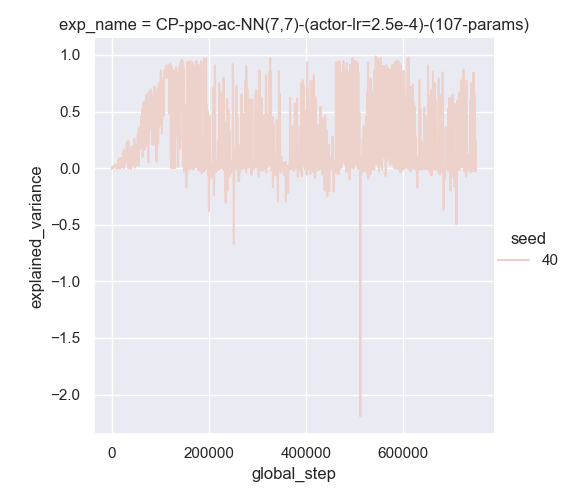 exp_name = CP-ppo-ac-NN(7,7)-(actor-lr=2.5e-4)-(107-params)
1.0
0.5
0.0
−0.5
−1.0
−1.5
−2.0
explained_variance
0 200000 400000 600000
global_step
seed
40